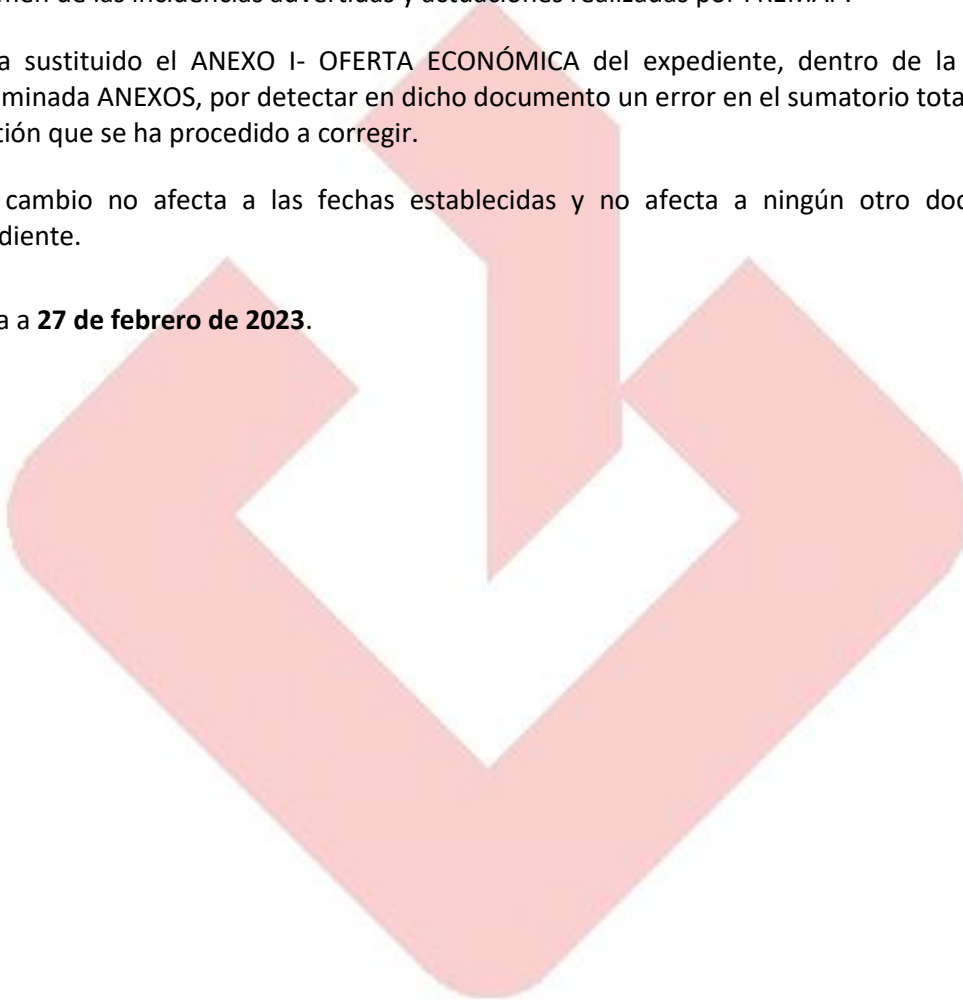 men de las incidencias advertidas y actuaciones realizadas por FREMAP.
a sustituido el ANEXO I- OFERTA ECONÓMICA del expediente, dentro de la
minada ANEXOS, por detectar en dicho documento un error en el sumatorio tota
tión que se ha procedido a corregir.
cambio no afecta a las fechas establecidas y no afecta a ningún otro doc
diente.
a a 27 de febrero de 2023.